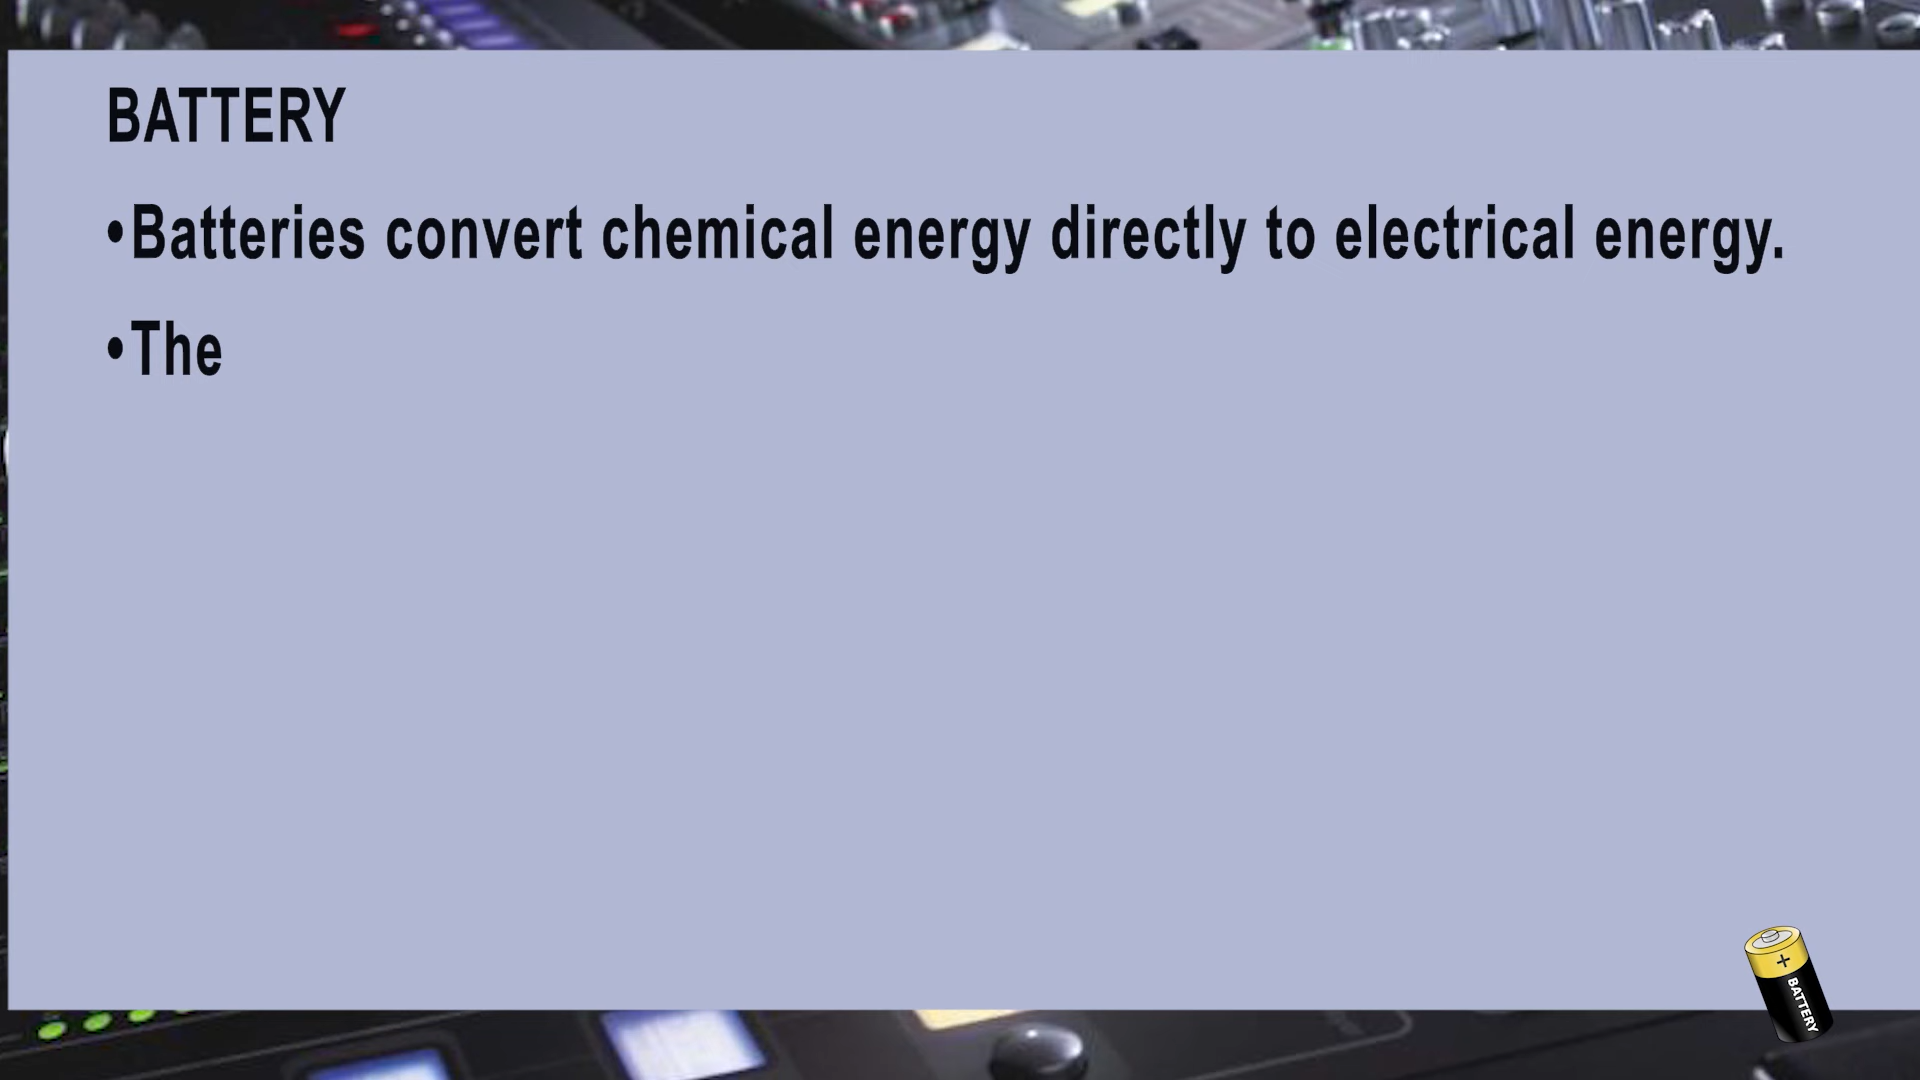 BATTERY
•Batteries convert chemical energy directly to electrical energy.
•The
+
BATTERY